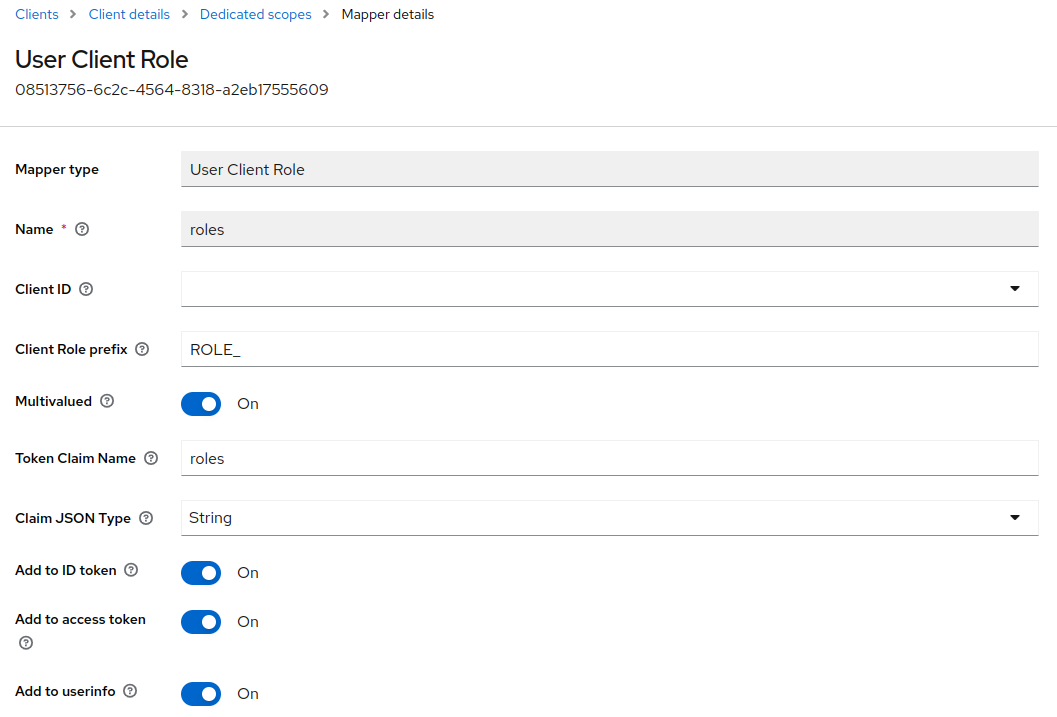 Clients > Client details > Dedicated scopes > Mapper details
User Client Role
08513756-6c2c-4564-8318-a2eb17555609
Mapper type User Client Role
Name * roles
Client ID
Client Role prefix ROLE_
Multivalued On
Token Claim Name roles
Claim JSON Type String
Add to ID token On
Add to access token On
Add to userinfo On